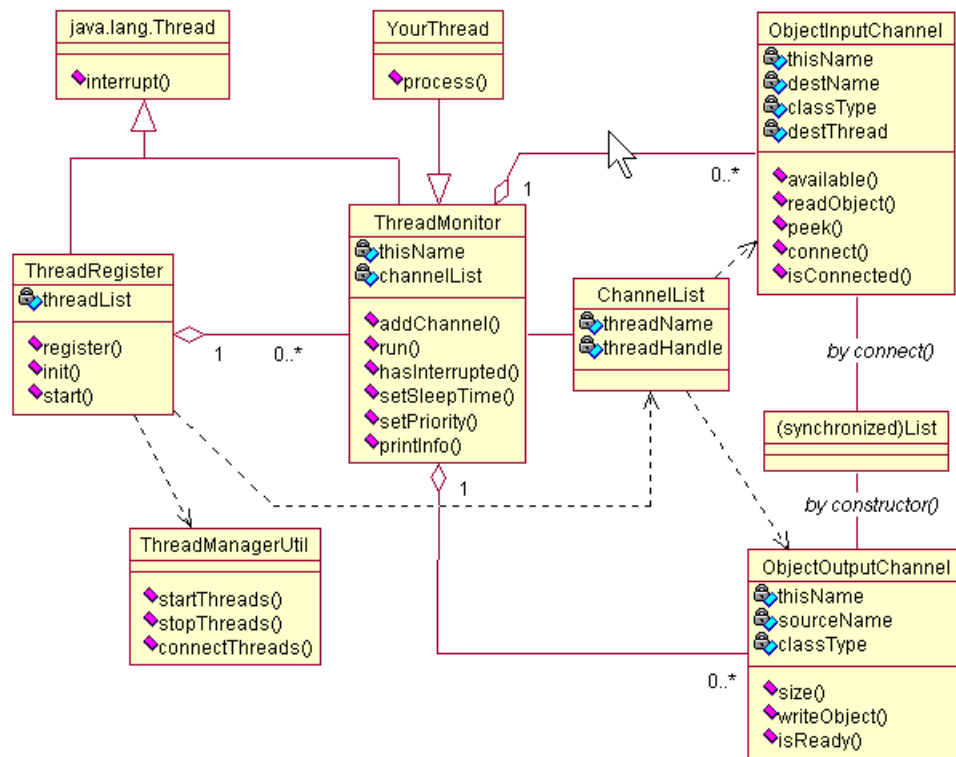 java.lang.Thread
interrupt()
YourThread
process()
ObjectInputChannel
thisName
destName
classType
destThread
available()
readObject()
peek()
connect()
isConnected()
1
0..*
ThreadMonitor
thisName
channelList
addChannel()
run()
hasInterrupted()
setSleepTime()
setPriority()
printInfo()
ThreadRegister
threadList
register()
init()
start()
1
0..*
ChannelList
threadName
threadHandle
by connect()
(synchronized)List
by constructor()
1
ThreadManagerUtil
startThreads()
stopThreads()
connectThreads()
ObjectOutputChannel
thisName
sourceName
classType
size()
writeObject()
isReady()
0..*